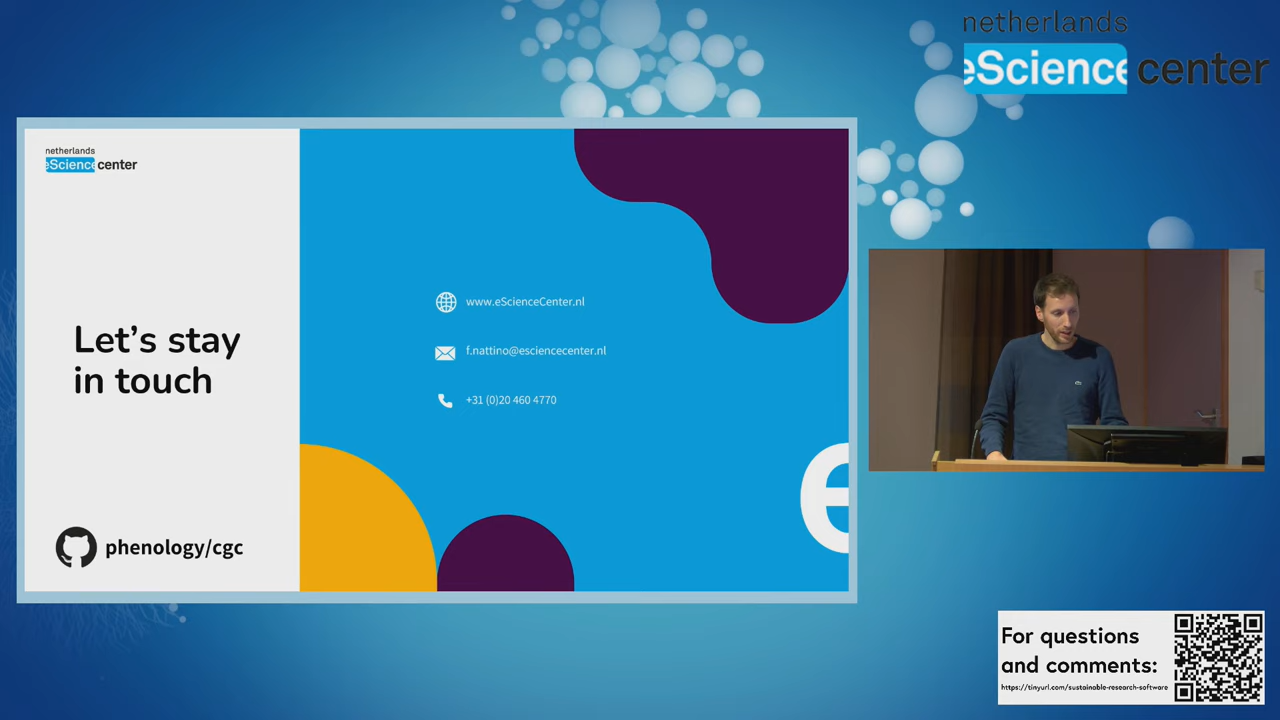 netherlands
eScience center
netherlands
eScience center
www.eScienceCenter.nl
Let's stay
in touch
f.nattino@esciencecenter.nl
+31 (0)20 460 4770
e
phenology/cgc
For questions
and comments:
https://tinyurl.com/sustainable-research-software